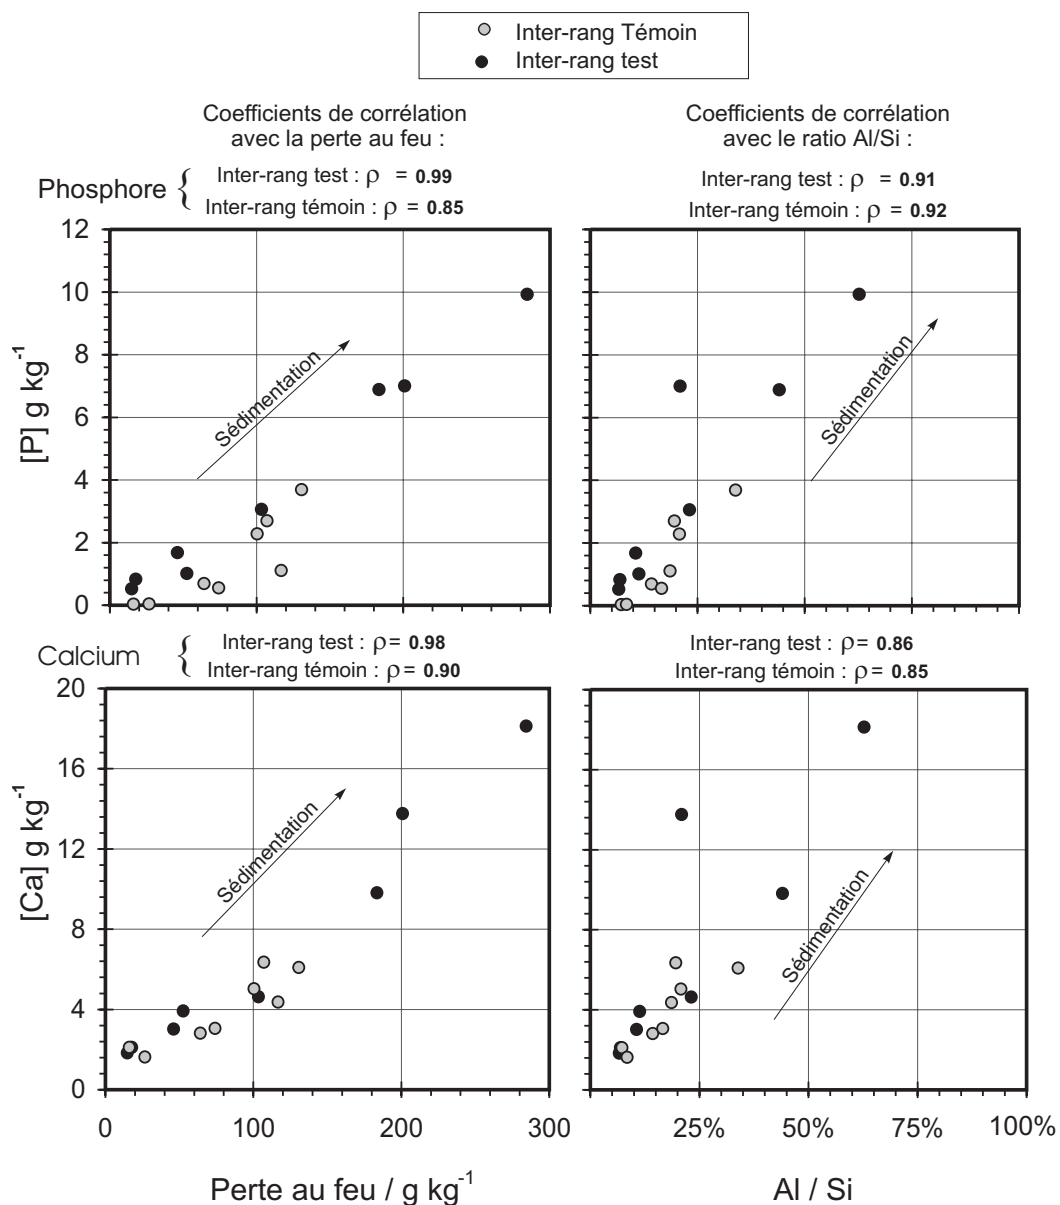 Inter-rang Témoin
Inter-rang test
Coefficients de corrélation
avec la perte au feu :
Coefficients de corrélation
avec le ratio Al/Si :
Phosphore {
Inter-rang test : ρ = 0.99
Inter-rang témoin : ρ = 0.85
Inter-rang test : ρ = 0.91
Inter-rang témoin : ρ = 0.92
12
10
8
6
4
2
0
[P] g kg-1
Sédimentation
Sédimentation
Calcium {
Inter-rang test : ρ= 0.98
Inter-rang témoin : ρ= 0.90
Inter-rang test : ρ= 0.86
Inter-rang témoin : ρ= 0.85
20
16
12
8
4
0
[Ca] g kg-1
Sédimentation
Sédimentation
0 100 200 300
25% 50% 75% 100%
Perte au feu / g kg-1
Al / Si